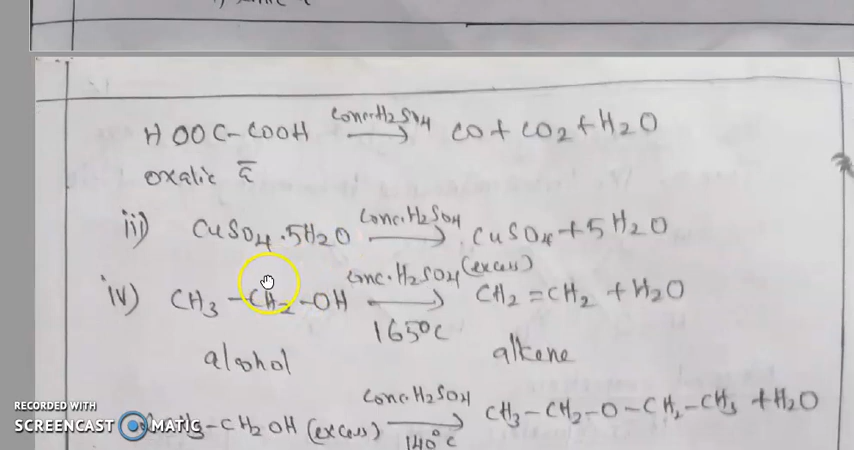 HOOC-COOH conc.H2SO4 → CO + CO2 + H2O
oxalic a̅
iii) CuSO4.5H2O conc.H2SO4 → CuSO4 + 5H2O
iv) CH3-CH2-OH conc.H2SO4 (excess) → 165°C CH2=CH2 + H2O
alcohol alkene
-CH2OH (excess) conc.H2SO4 → 140°C CH3-CH2-O-CH2-CH3 + H2O
RECORDED WITH
SCREENCAST MATIC